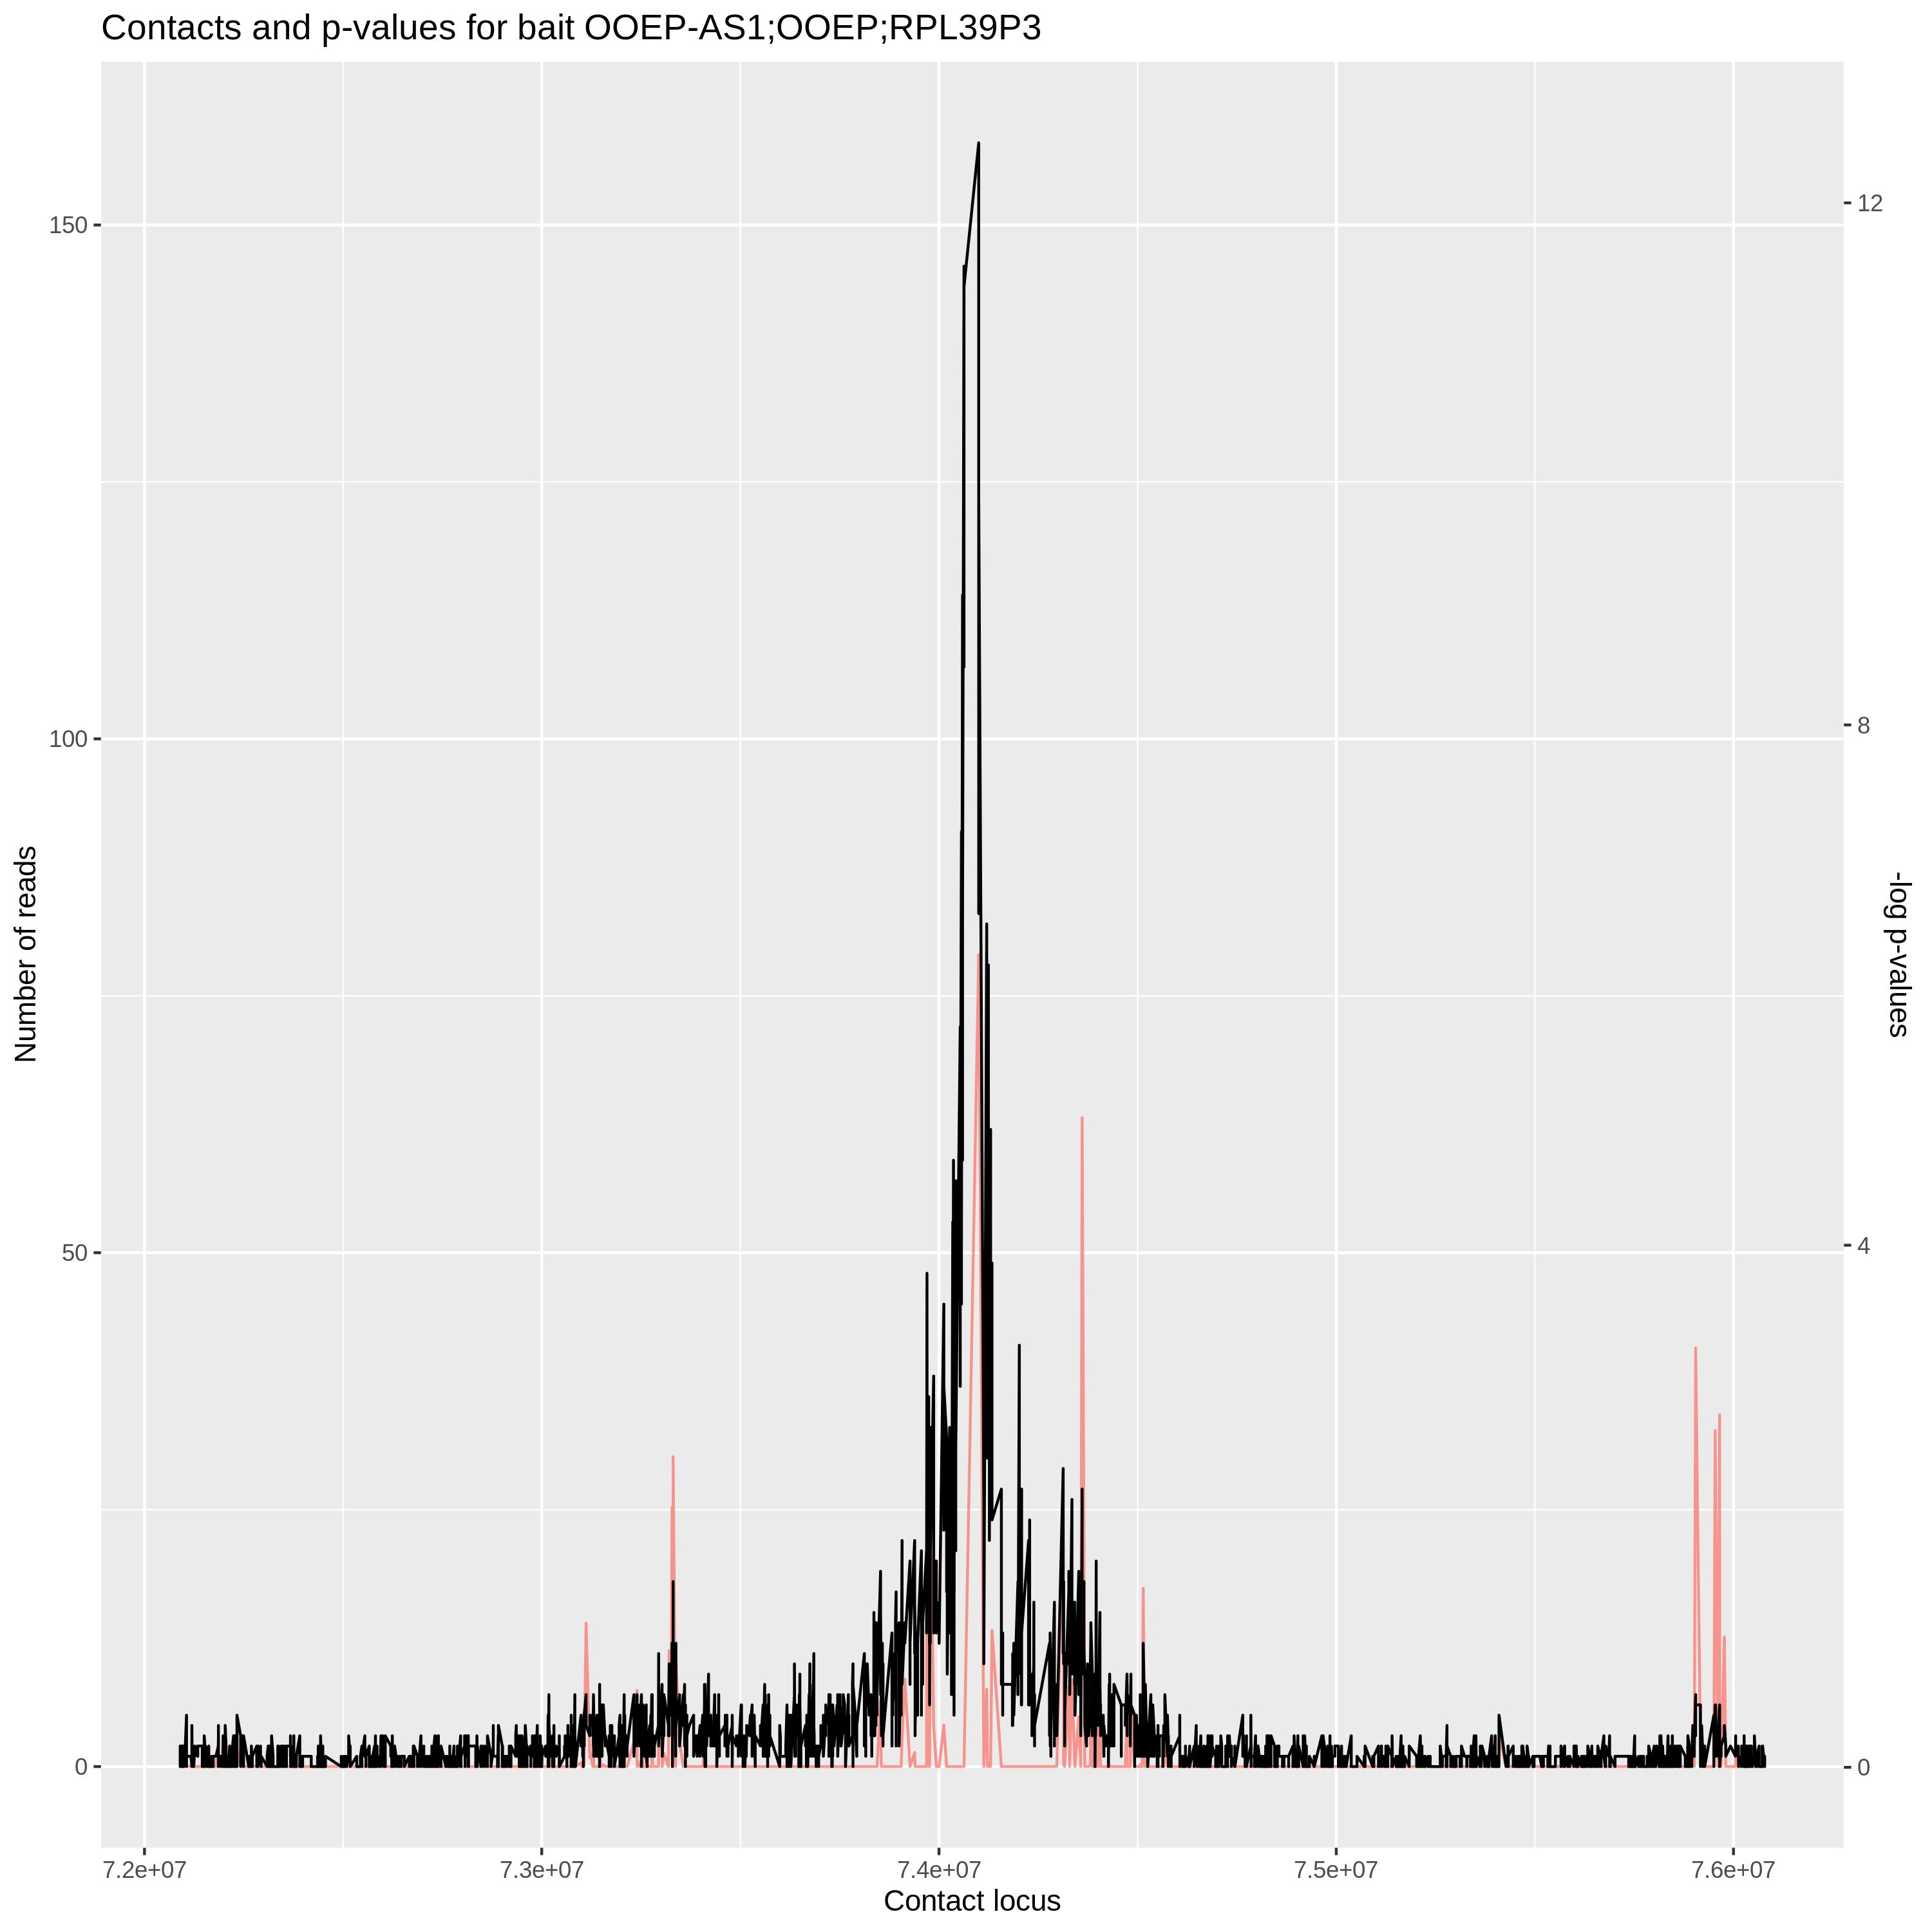 Contacts and p-values for bait OOEP-AS1;OOEP;RPL39P3
150
100
50
0
Number of reads
12
8
4
0
-log p-values
7.2e+07
7.3e+07
7.4e+07
7.5e+07
7.6e+07
Contact locus